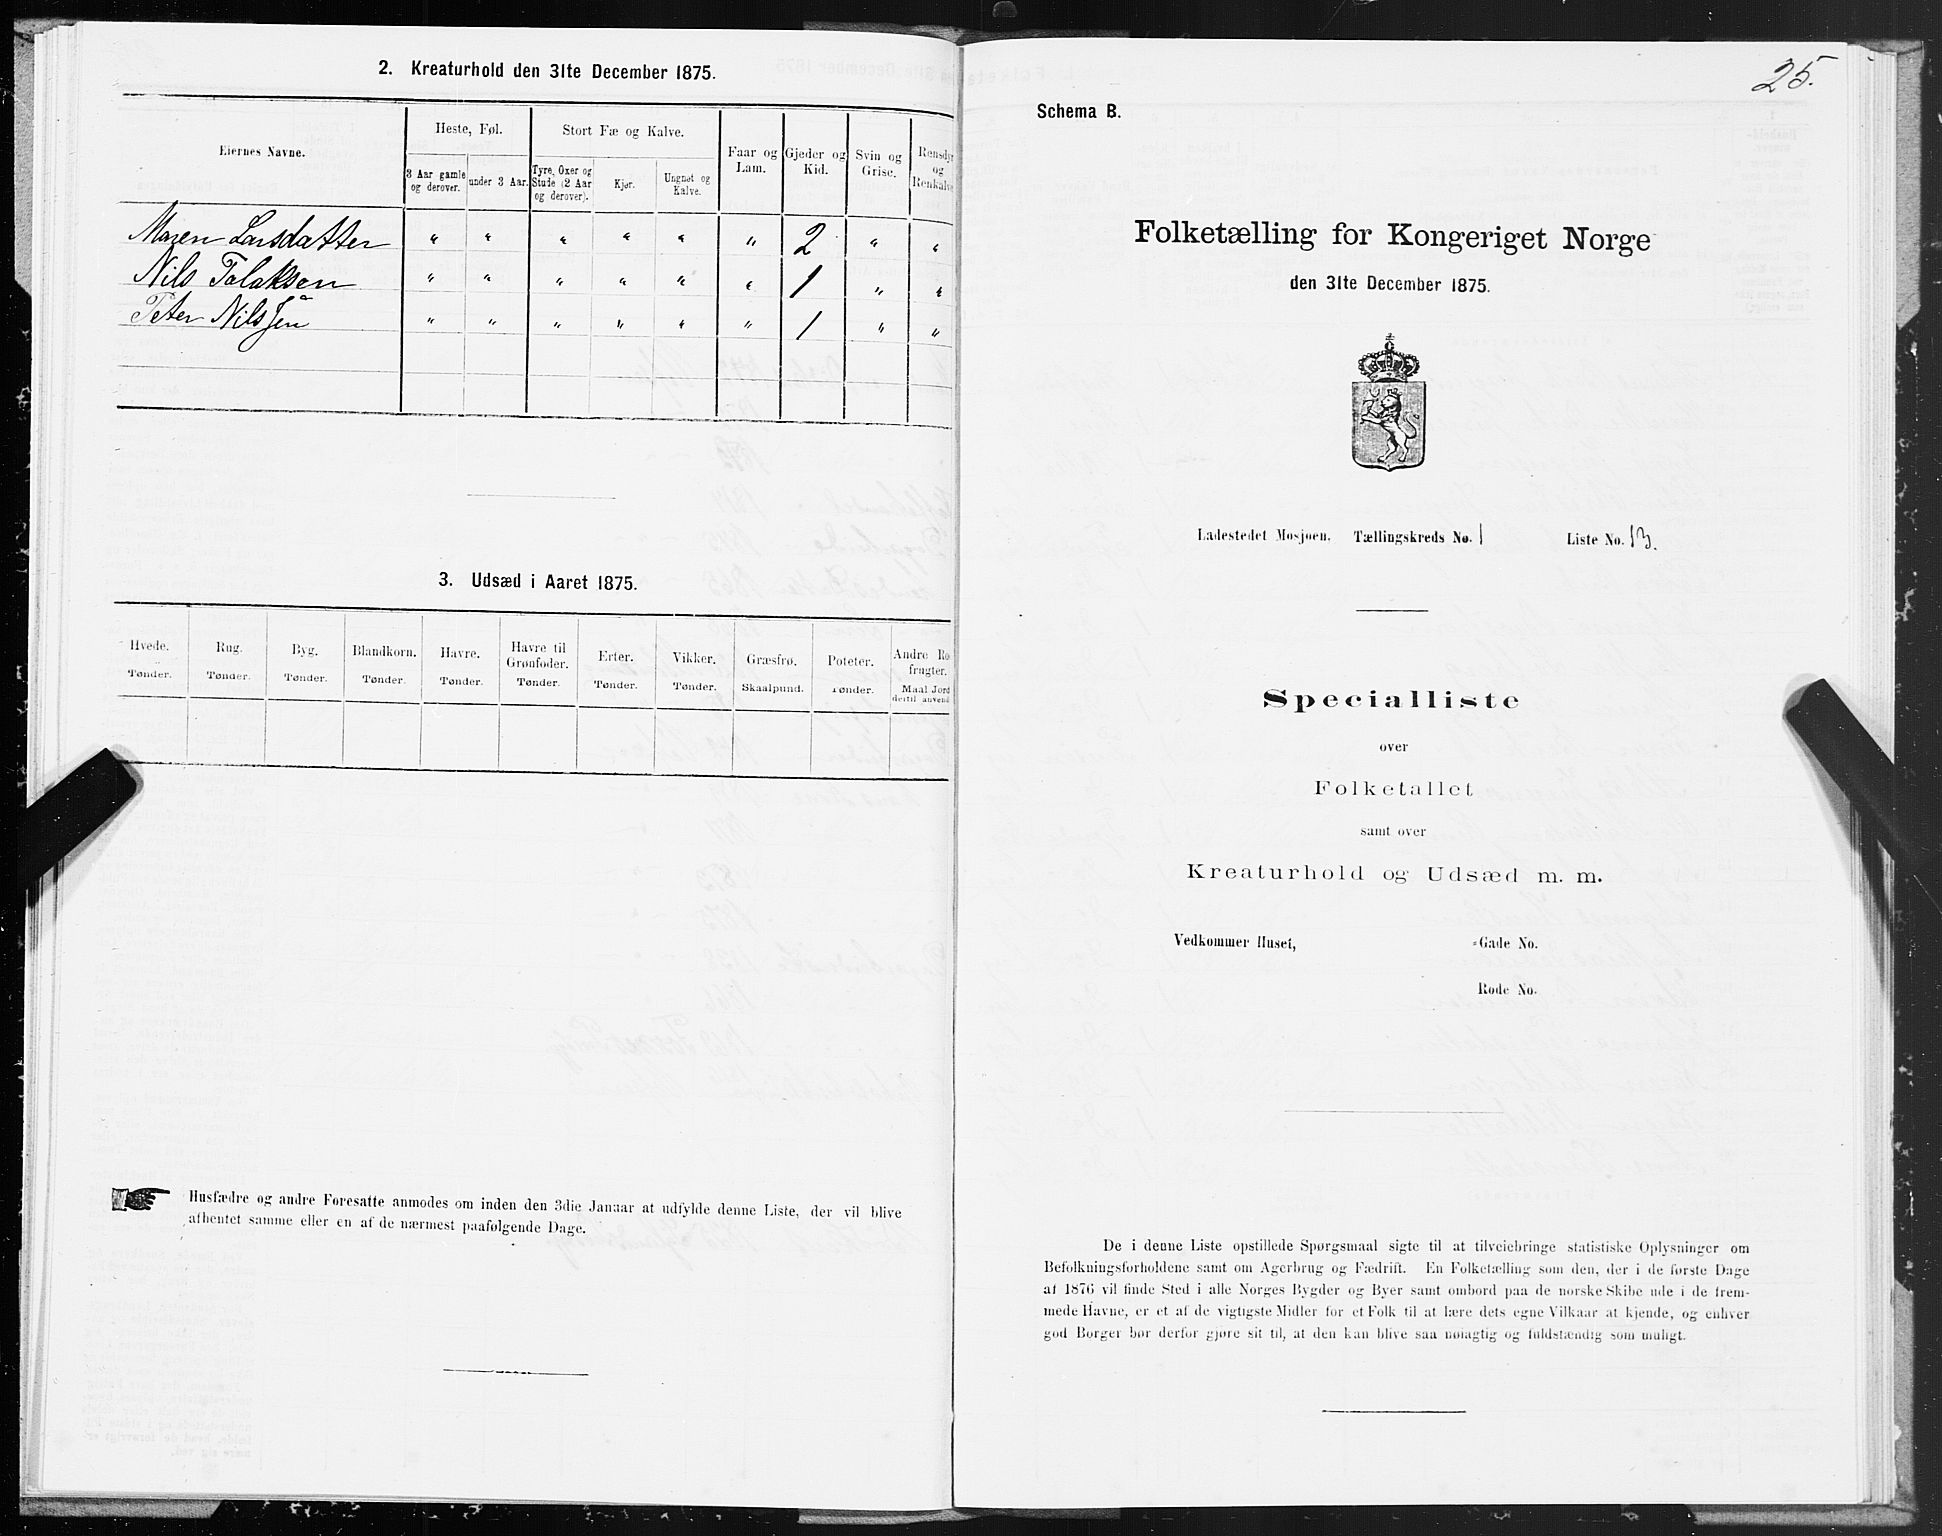 2. Kreaturhold den 31te December 1875.
Eiernes Navne.
Heste, Føl.
Stort Fæ og Kalve.
Faar og Lam.
Gjeder og Kid.
Svin og Grise.
Rensdyr og Renkalve
3 Aar gamle og derover.
under 3 Aar.
Tyre, Oxer og Stude (2 Aar og derover).
Kjør.
Ungnøt og Kalve.
Maren Larsdatter " " " " " " 2 " "
Nils Tolaksen " " " " " " 1 " "
Peter Nilssen " " " " " " 1 " "
3. Udsæd i Aaret 1875.
Hvede. Tønder.
Rug. Tønder.
Byg. Tønder.
Blandkorn. Tønder.
Havre. Tønder.
Havre til Grønfoder. Tønder.
Erter. Tønder.
Vikker. Tønder.
Græsfrø. Skaalpund.
Poteter. Tønder.
Andre Ro frugter. Maal Jord dertil anvend
Husfædre og andre Foresatte anmodes om inden den 3die Januar at udfylde denne Liste, der vil blive
afhentet samme eller en af de nærmest paafølgende Dage.
25.
Schema B.
Folketælling for Kongeriget Norge
den 31te December 1875.
Ladestedet Mosjøen. Tællingskreds No. 1 Liste No. 13.
Specialliste
over
Folketallet
samt over
Kreaturhold og Udsæd m. m.
Vedkommer Huset, -Gade No.
Rode No.
De i denne Liste opstillede Spørgsmaal sigte til at tilveiebringe statistiske Oplysninger om
Befolkningsforholdene samt om Agerbrug og Fædrift. En Folketælling som den, der i de første Dage
af 1876 vil finde Sted i alle Norges Bygder og Byer samt ombord paa de norske Skibe ude i de frem-
mede Havne, er et af de vigtigste Midler for et Folk til at lære dets egne Vilkaar at kjende, og enhver
god Borger bør derfor gjøre sit til, at den kan blive saa nøiagtig og fuldstændig som muligt.